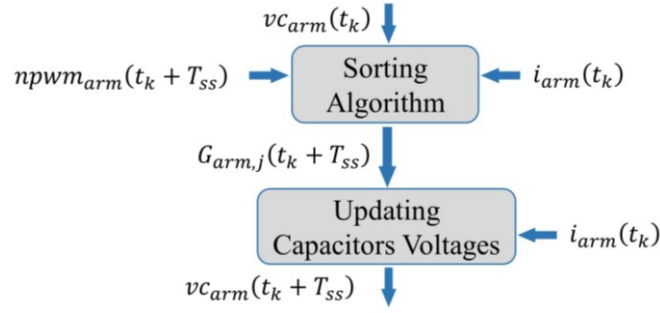 vc_arm(t_k)
npwm_arm(t_k + T_ss)
Sorting
Algorithm
i_arm(t_k)
G_arm,j(t_k + T_ss)
Updating
Capacitors Voltages
i_arm(t_k)
vc_arm(t_k + T_ss)